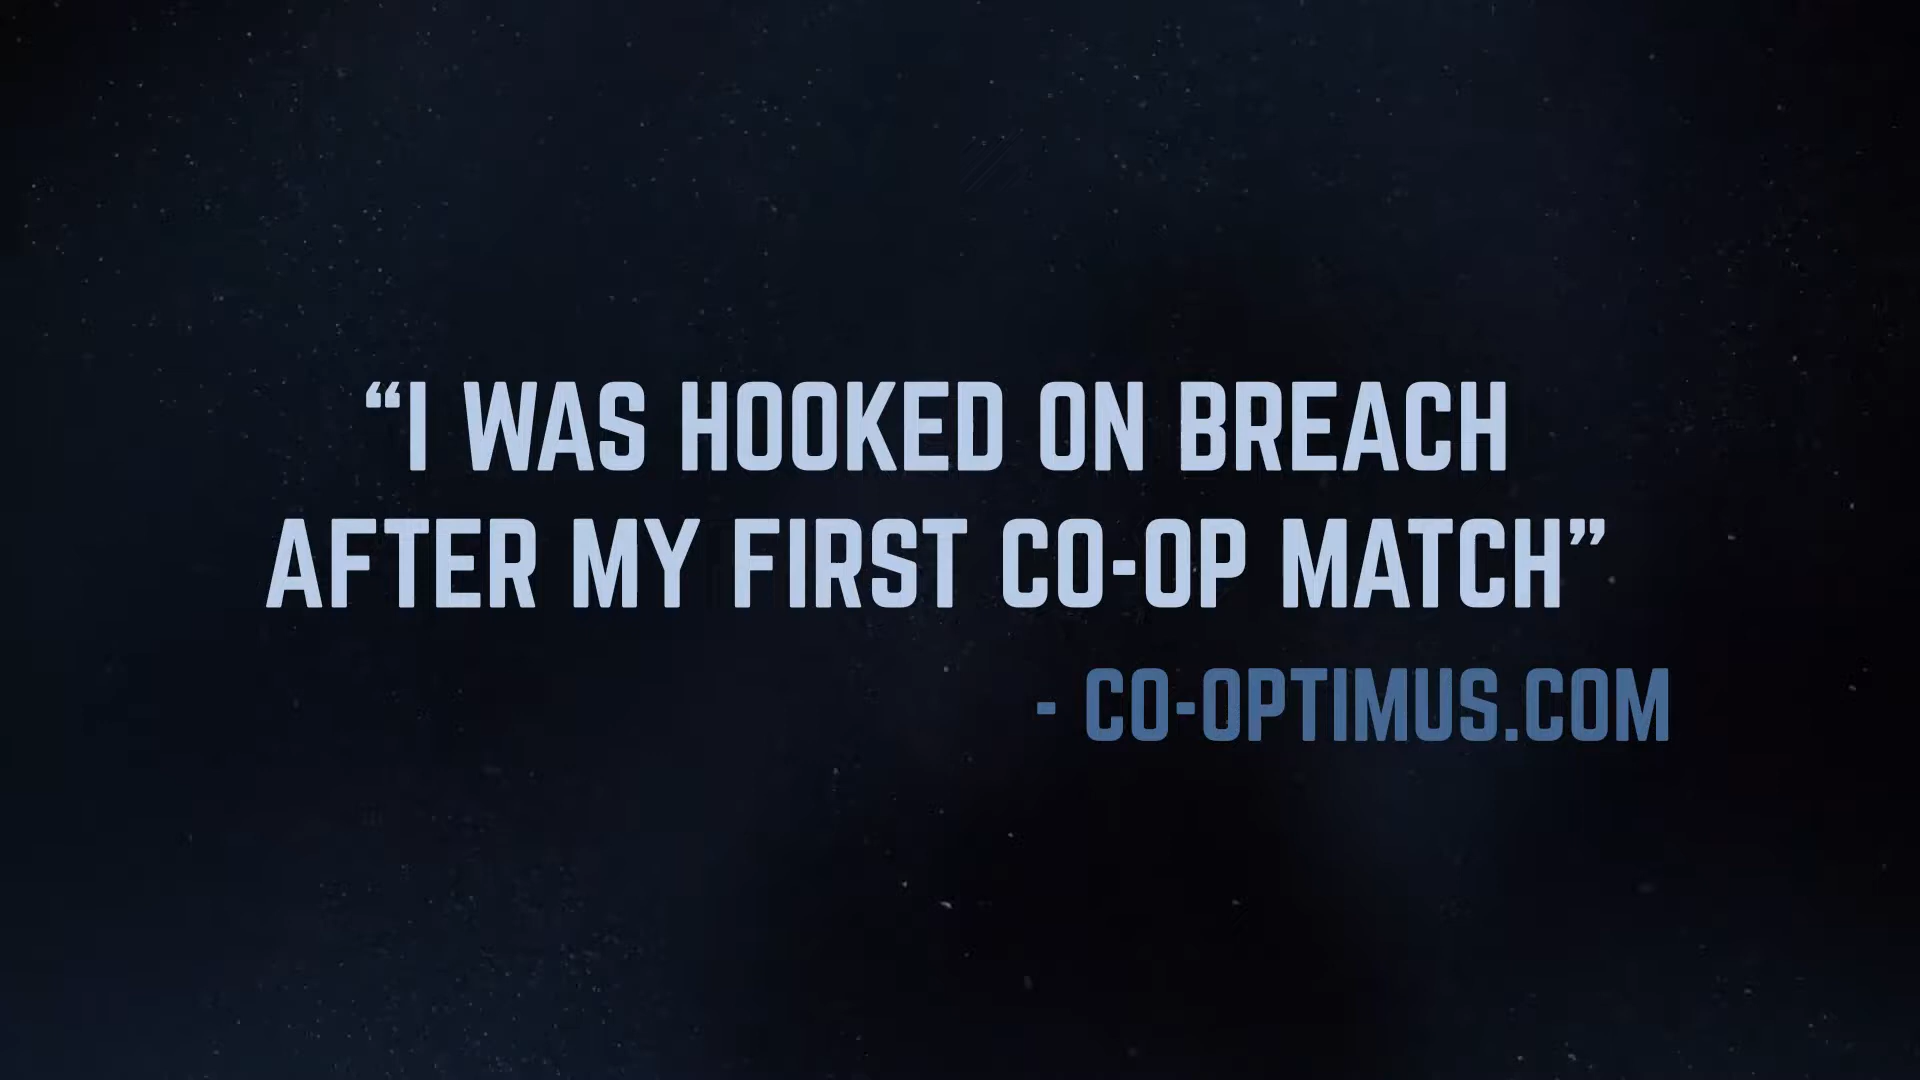 “I WAS HOOKED ON BREACH
AFTER MY FIRST CO-OP MATCH”
- CO-OPTIMUS.COM